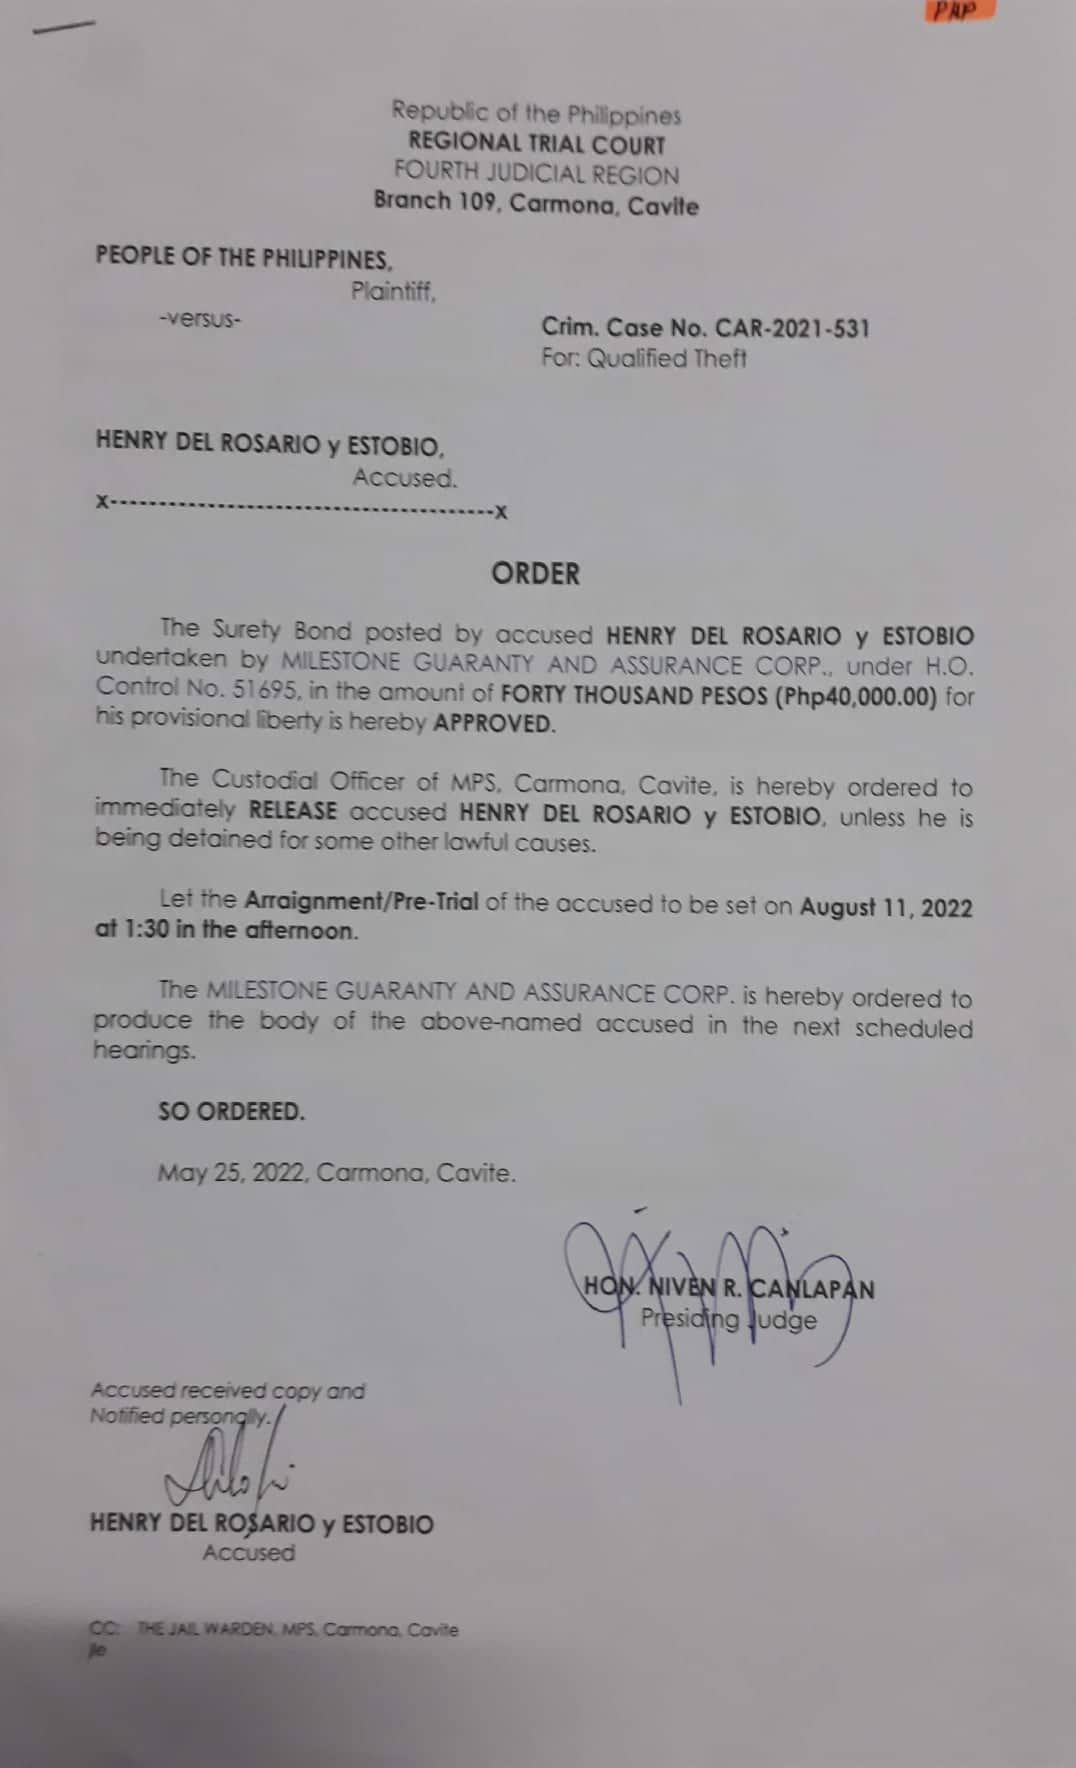 PAP
Republic of the Philippines
REGIONAL TRIAL COURT
FOURTH JUDICIAL REGION
Branch 109, Carmona, Cavite
PEOPLE OF THE PHILIPPINES,
Plaintiff,
-versus-
Crim. Case No. CAR-2021-531
For: Qualified Theft
HENRY DEL ROSARIO y ESTOBIO,
Accused.
x----------------------------------------x
ORDER
The Surety Bond posted by accused HENRY DEL ROSARIO y ESTOBIO
undertaken by MILESTONE GUARANTY AND ASSURANCE CORP., under H.O.
Control No. 51695, in the amount of FORTY THOUSAND PESOS (Php40,000.00) for
his provisional liberty is hereby APPROVED.
The Custodial Officer of MPS, Carmona, Cavite, is hereby ordered to
immediately RELEASE accused HENRY DEL ROSARIO y ESTOBIO, unless he is
being detained for some other lawful causes.
Let the Arraignment/Pre-Trial of the accused to be set on August 11, 2022
at 1:30 in the afternoon.
The MILESTONE GUARANTY AND ASSURANCE CORP. is hereby ordered to
produce the body of the above-named accused in the next scheduled
hearings.
SO ORDERED.
May 25, 2022, Carmona, Cavite.
HON. NIVEN R. CANLAPAN
Presiding Judge
Accused received copy and
Notified personally.
HENRY DEL ROSARIO y ESTOBIO
Accused
CC: THE JAIL WARDEN, MPS, Carmona, Cavite